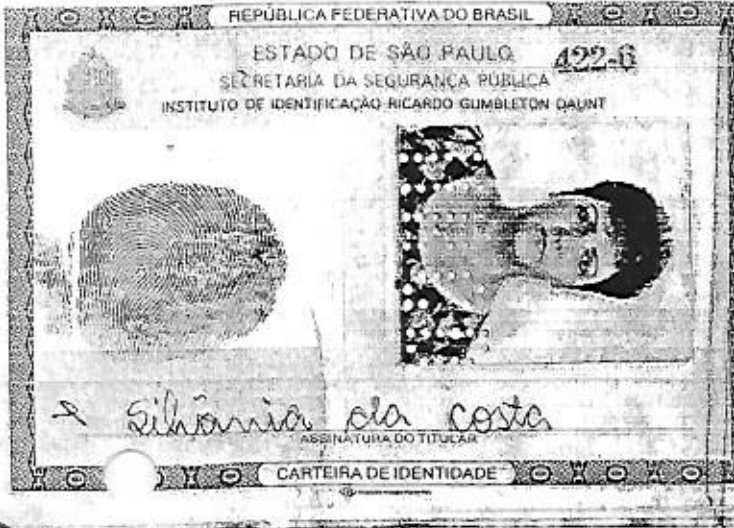 REPÚBLICA FEDERATIVA DO BRASIL
ESTADO DE SÃO PAULO 422-6
SECRETARIA DA SEGURANÇA PÚBLICA
INSTITUTO DE IDENTIFICAÇÃO RICARDO GUMBLETON DAUNT
Silvânia da Costa
ASSINATURA DO TITULAR
CARTEIRA DE IDENTIDADE